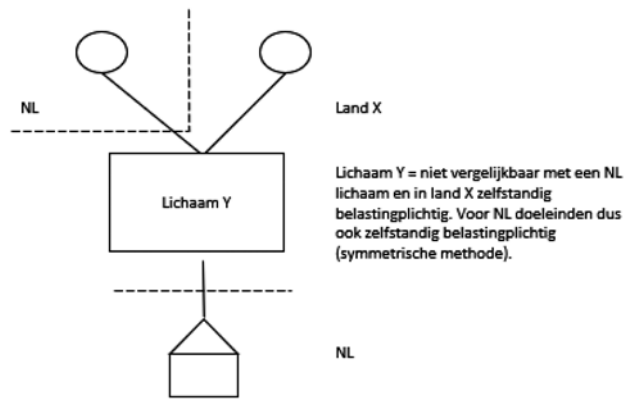 NL
Land X
Lichaam Y
Lichaam Y = niet vergelijkbaar met een NL
lichaam en in land X zelfstandig
belastingplichtig. Voor NL doeleinden dus
ook zelfstandig belastingplichtig
(symmetrische methode).
NL